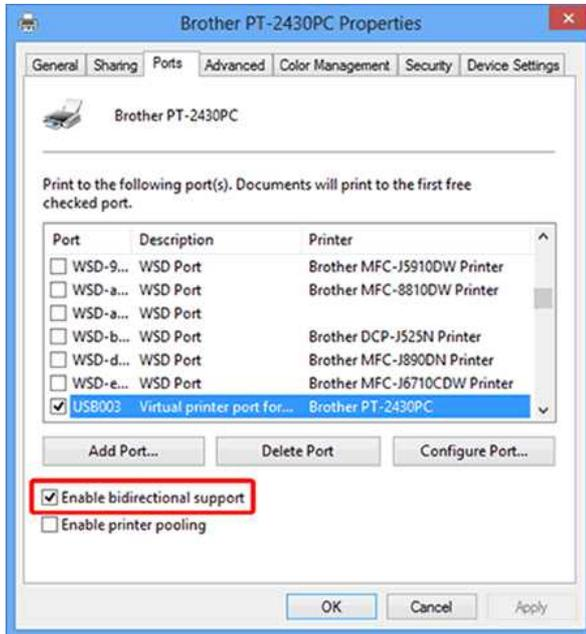 Brother PT-2430PC Properties
General Sharing Ports Advanced Color Management Security Device Settings
Brother PT-2430PC
Print to the following port(s). Documents will print to the first free
checked port.
Port Description Printer
WSD-9... WSD Port Brother MFC-J5910DW Printer
WSD-a... WSD Port Brother MFC-8810DW Printer
WSD-a... WSD Port
WSD-b... WSD Port Brother DCP-J525N Printer
WSD-d... WSD Port Brother MFC-J890DN Printer
WSD-e... WSD Port Brother MFC-J6710CDW Printer
USB003 Virtual printer port for... Brother PT-2430PC
Add Port... Delete Port Configure Port...
Enable bidirectional support
Enable printer pooling
OK Cancel Apply